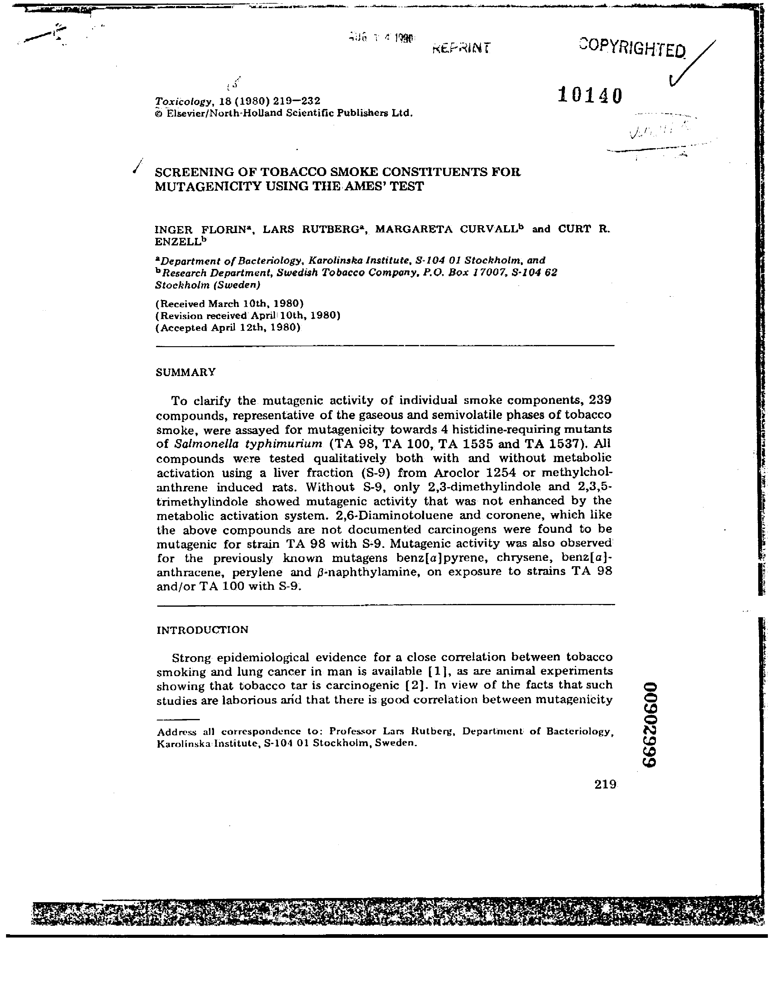 REPRINT
COPYRIGHTED
10140
Toxicology, 18 (1980) 219—232
© Elsevier/North-Holland Scientific Publishers Ltd.
SCREENING OF TOBACCO SMOKE CONSTITUENTS FOR
MUTAGENICITY USING THE AMES' TEST
INGER FLORINᵃ, LARS RUTBERGᵃ, MARGARETA CURVALLᵇ and CURT R.
ENZELLᵇ
ᵃDepartment of Bacteriology, Karolinska Institute, S-104 01 Stockholm, and
ᵇResearch Department, Swedish Tobacco Company, P.O. Box 17007, S-104 62
Stockholm (Sweden)
(Received March 10th, 1980)
(Revision received April 10th, 1980)
(Accepted April 12th, 1980)
SUMMARY
To clarify the mutagenic activity of individual smoke components, 239
compounds, representative of the gaseous and semivolatile phases of tobacco
smoke, were assayed for mutagenicity towards 4 histidine-requiring mutants
of Salmonella typhimurium (TA 98, TA 100, TA 1535 and TA 1537). All
compounds were tested qualitatively both with and without metabolic
activation using a liver fraction (S-9) from Aroclor 1254 or methylchol-
anthrene induced rats. Without S-9, only 2,3-dimethylindole and 2,3,5-
trimethylindole showed mutagenic activity that was not enhanced by the
metabolic activation system. 2,6-Diaminotoluene and coronene, which like
the above compounds are not documented carcinogens were found to be
mutagenic for strain TA 98 with S-9. Mutagenic activity was also observed
for the previously known mutagens benz[a]pyrene, chrysene, benz[a]-
anthracene, perylene and β-naphthylamine, on exposure to strains TA 98
and/or TA 100 with S-9.
INTRODUCTION
Strong epidemiological evidence for a close correlation between tobacco
smoking and lung cancer in man is available [1], as are animal experiments
showing that tobacco tar is carcinogenic [2]. In view of the facts that such
studies are laborious and that there is good correlation between mutagenicity
Address all correspondence to: Professor Lars Rutberg, Department of Bacteriology,
Karolinska Institute, S-104 01 Stockholm, Sweden.
00902999
219